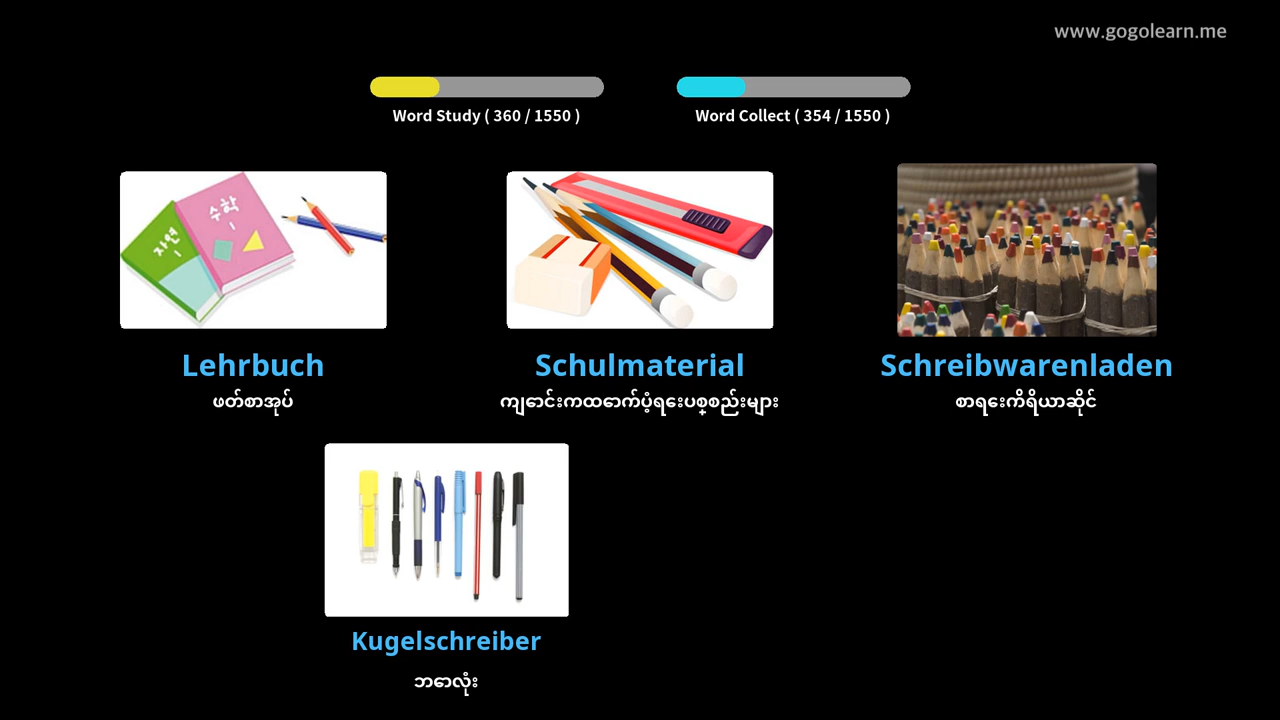 www.gogolearn.me
Word Study ( 360 / 1550 )
Word Collect ( 354 / 1550 )
자연
수학
Lehrbuch
ဖတ်စာအုပ်
Schulmaterial
ကျောင်းကထောက်ပံ့ရေးပစ္စည်းများ
Schreibwarenladen
စာရေးကိရိယာဆိုင်
Kugelschreiber
ဘောလုံး